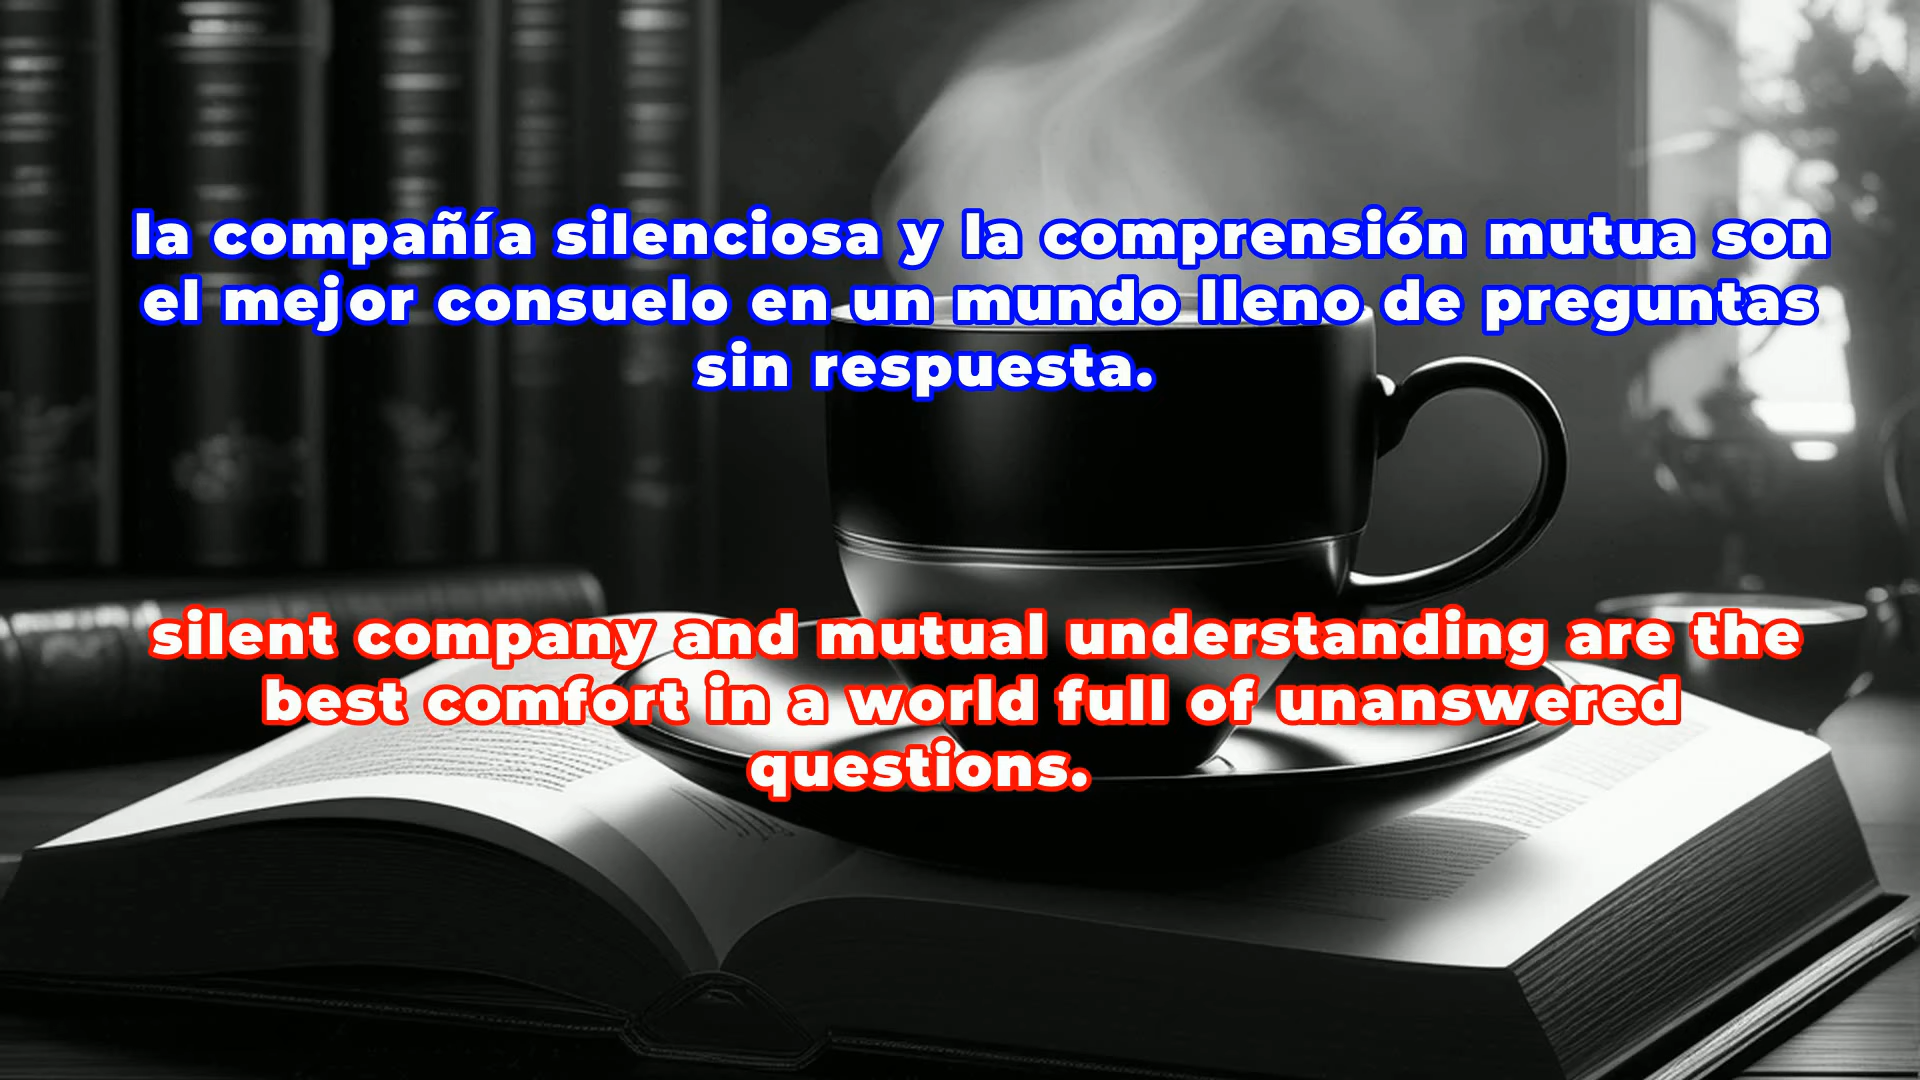 la compañía silenciosa y la comprensión mutua son
el mejor consuelo en un mundo lleno de preguntas
sin respuesta.
silent company and mutual understanding are the
best comfort in a world full of unanswered
questions.